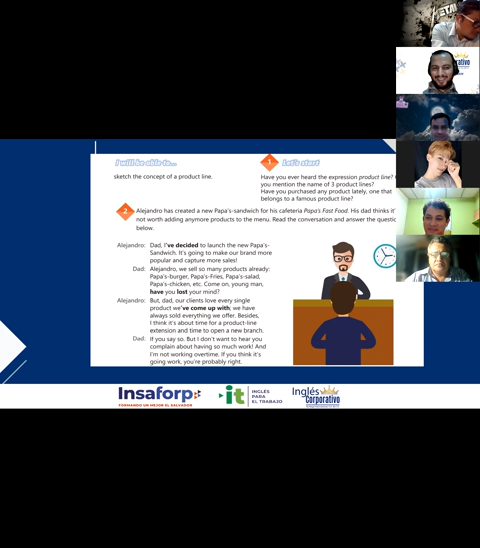 I will be able to...
sketch the concept of a product line.
1
Let's start
Have you ever heard the expression product line?
you mention the name of 3 product lines?
Have you purchased any product lately, one that
belongs to a famous product line?
2
Alejandro has created a new Papa's-sandwich for his cafeteria Papa's Fast Food. His dad thinks it'
not worth adding anymore products to the menu. Read the conversation and answer the questic
below.
Alejandro: Dad, I've decided to launch the new Papa's-
Sandwich. It's going to make our brand more
popular and capture more sales!
Dad: Alejandro, we sell so many products already:
Papa's-burger, Papa's-Fries, Papa's-salad,
Papa's-chicken, etc. Come on, young man,
have you lost your mind?
Alejandro: But, dad, our clients love every single
product we've come up with; we have
always sold everything we offer. Besides,
I think it's about time for a product-line
extension and time to open a new branch.
Dad: If you say so. But I don't want to hear you
complain about having so much work! And
I'm not working overtime. If you think it's
going work, you're probably right.
Insaforp
FORMANDO UN MEJOR EL SALVADOR
it
INGLÉS
PARA
EL TRABAJO
Inglés
Corporativo